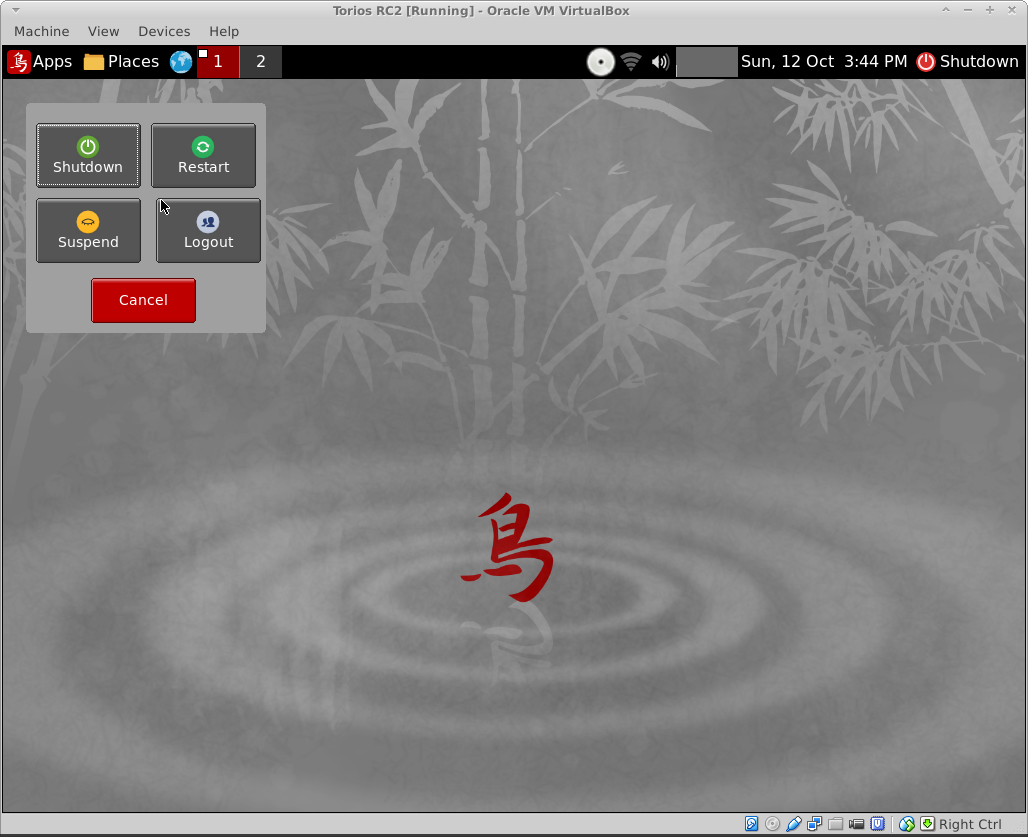 Torios RC2 [Running] - Oracle VM VirtualBox
Machine View Devices Help
Apps Places 1 2 Sun, 12 Oct 3:44 PM Shutdown
Shutdown Restart
Suspend Logout
Cancel
鳥
Right Ctrl